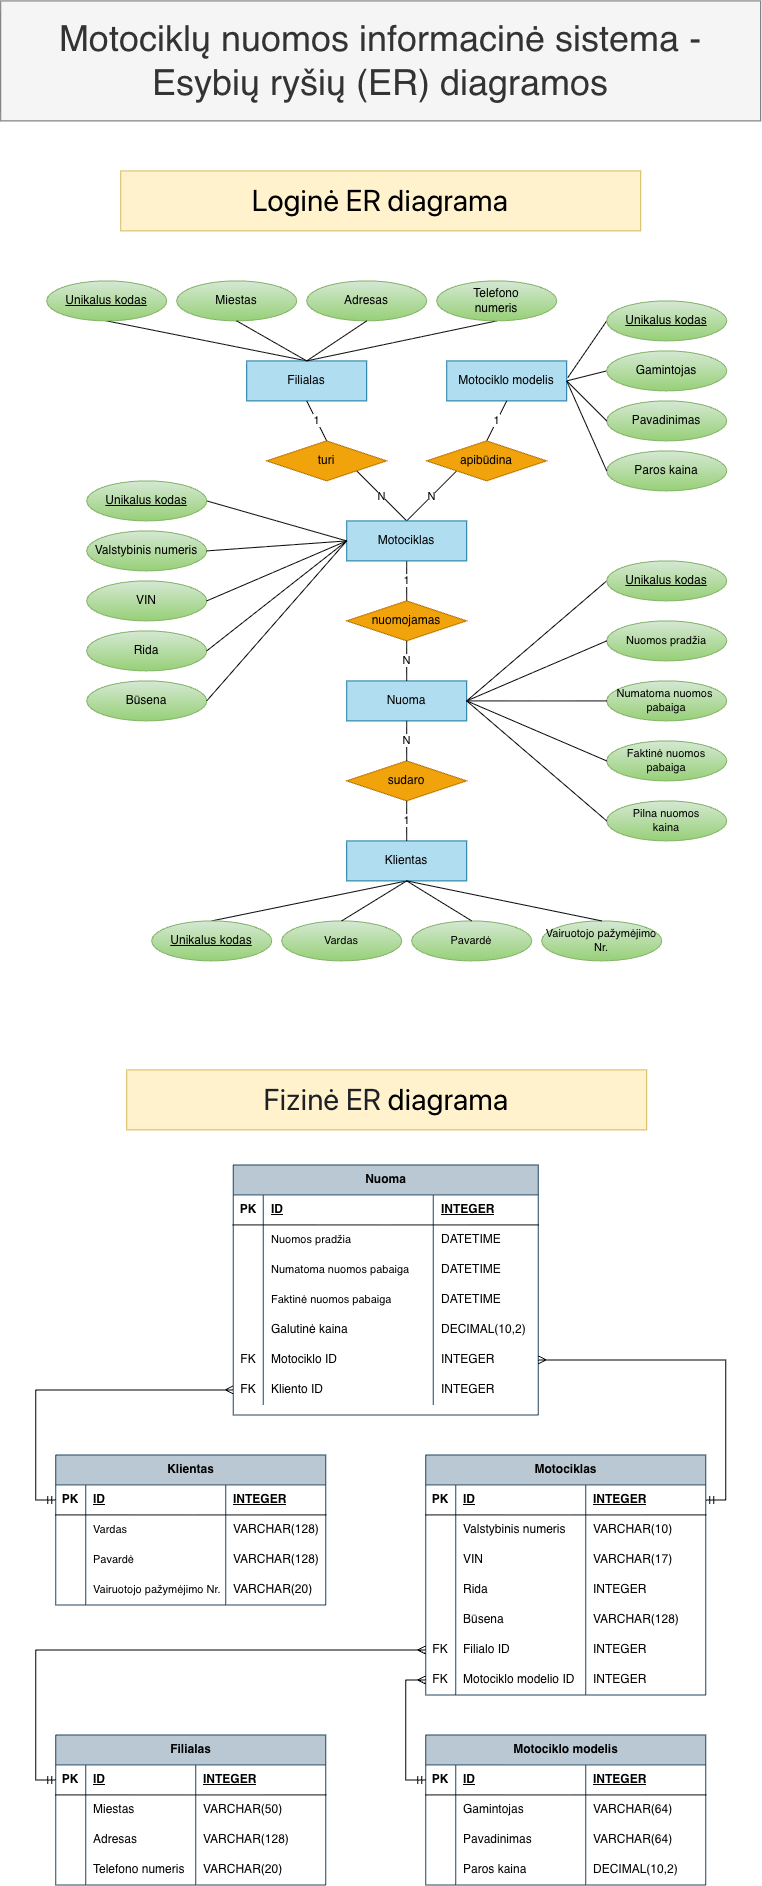 Motociklų nuomos informacinė sistema -
Esybių ryšių (ER) diagramos
Loginė ER diagrama
Unikalus kodas
Miestas
Adresas
Telefono
numeris
Unikalus kodas
Gamintojas
Pavadinimas
Paros kaina
Filialas
Motociklo modelis
1
1
turi
apibūdina
N
N
Unikalus kodas
Valstybinis numeris
VIN
Rida
Būsena
Motociklas
1
nuomojamas
N
Nuoma
Unikalus kodas
Nuomos pradžia
Numatoma nuomos
pabaiga
Faktinė nuomos
pabaiga
Pilna nuomos
kaina
N
sudaro
1
Klientas
Unikalus kodas
Vardas
Pavardė
Vairuotojo pažymėjimo
Nr.
Fizinė ER diagrama
Nuoma
PK ID INTEGER
Nuomos pradžia DATETIME
Numatoma nuomos pabaiga DATETIME
Faktinė nuomos pabaiga DATETIME
Galutinė kaina DECIMAL(10,2)
FK Motociklo ID INTEGER
FK Kliento ID INTEGER
Klientas
PK ID INTEGER
Vardas VARCHAR(128)
Pavardė VARCHAR(128)
Vairuotojo pažymėjimo Nr. VARCHAR(20)
Motociklas
PK ID INTEGER
Valstybinis numeris VARCHAR(10)
VIN VARCHAR(17)
Rida INTEGER
Būsena VARCHAR(128)
FK Filialo ID INTEGER
FK Motociklo modelio ID INTEGER
Filialas
PK ID INTEGER
Miestas VARCHAR(50)
Adresas VARCHAR(128)
Telefono numeris VARCHAR(20)
Motociklo modelis
PK ID INTEGER
Gamintojas VARCHAR(64)
Pavadinimas VARCHAR(64)
Paros kaina DECIMAL(10,2)